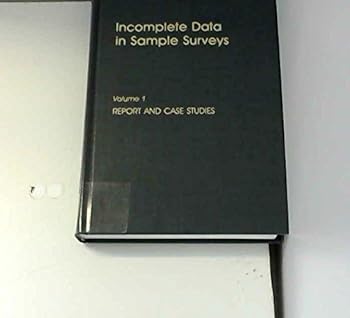 Incomplete Data
in Sample Surveys
Volume 1
REPORT AND CASE STUDIES